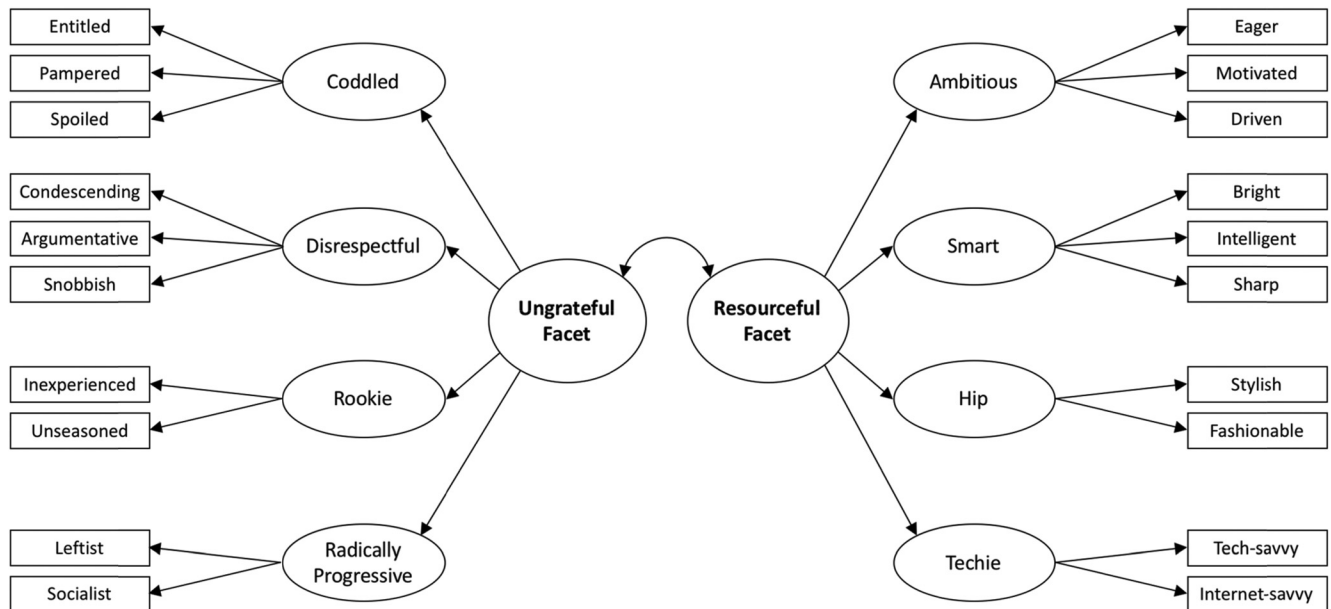 Entitled
Pampered
Spoiled
Coddled
Condescending
Argumentative
Snobbish
Disrespectful
Inexperienced
Unseasoned
Rookie
Leftist
Socialist
Radically
Progressive
Ungrateful
Facet
Resourceful
Facet
Ambitious
Eager
Motivated
Driven
Smart
Bright
Intelligent
Sharp
Hip
Stylish
Fashionable
Techie
Tech-savvy
Internet-savvy